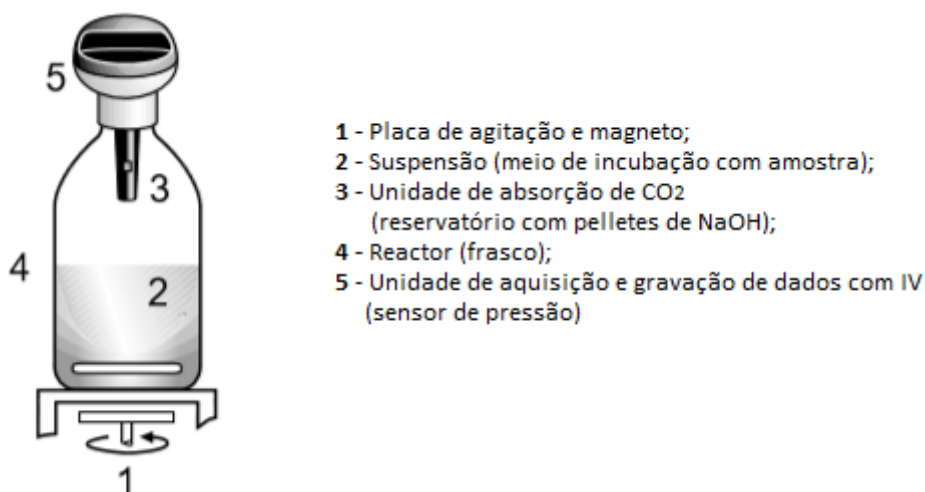 5
3
4
2
1
1 - Placa de agitação e magneto;
2 - Suspensão (meio de incubação com amostra);
3 - Unidade de absorção de CO2
(reservatório com pelletes de NaOH);
4 - Reactor (frasco);
5 - Unidade de aquisição e gravação de dados com IV
(sensor de pressão)